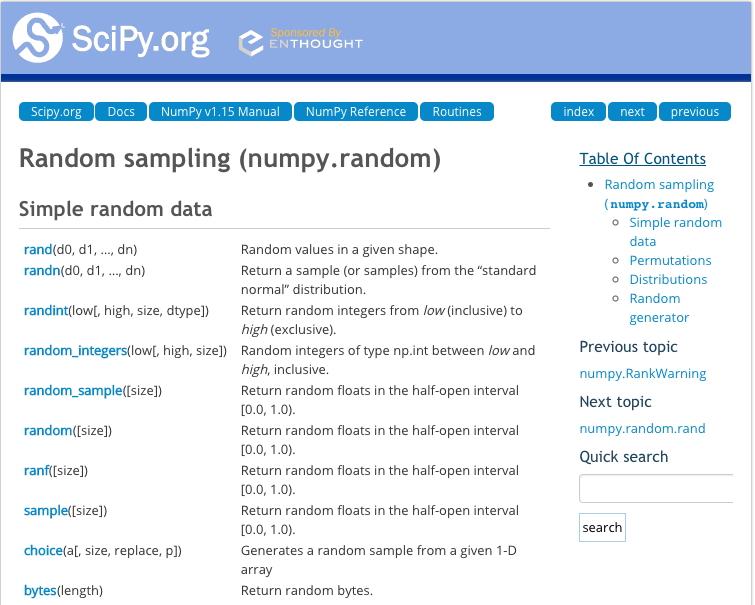 SciPy.org
Sponsored By
ENTHOUGHT
Scipy.org Docs NumPy v1.15 Manual NumPy Reference Routines index next previous
Random sampling (numpy.random)
Simple random data
rand(d0, d1, ..., dn) Random values in a given shape.
randn(d0, d1, ..., dn) Return a sample (or samples) from the “standard
normal” distribution.
randint(low[, high, size, dtype]) Return random integers from low (inclusive) to
high (exclusive).
random_integers(low[, high, size]) Random integers of type np.int between low and
high, inclusive.
random_sample([size]) Return random floats in the half-open interval
[0.0, 1.0).
random([size]) Return random floats in the half-open interval
[0.0, 1.0).
ranf([size]) Return random floats in the half-open interval
[0.0, 1.0).
sample([size]) Return random floats in the half-open interval
[0.0, 1.0).
choice(a[, size, replace, p]) Generates a random sample from a given 1-D
array
bytes(length) Return random bytes.
Table Of Contents
Random sampling
(numpy.random)
Simple random
data
Permutations
Distributions
Random
generator
Previous topic
numpy.RankWarning
Next topic
numpy.random.rand
Quick search
search